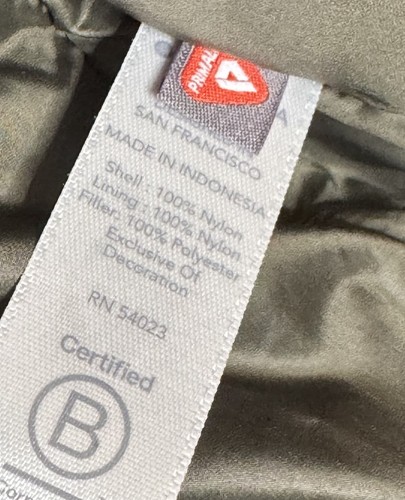 PRIMAL
SAN FRANCISCO
MADE IN INDONESIA
Shell : 100% Nylon
Lining : 100% Nylon
Filler: 100% Polyester
Exclusive Of
Decoration
RN 54023
Certified
B